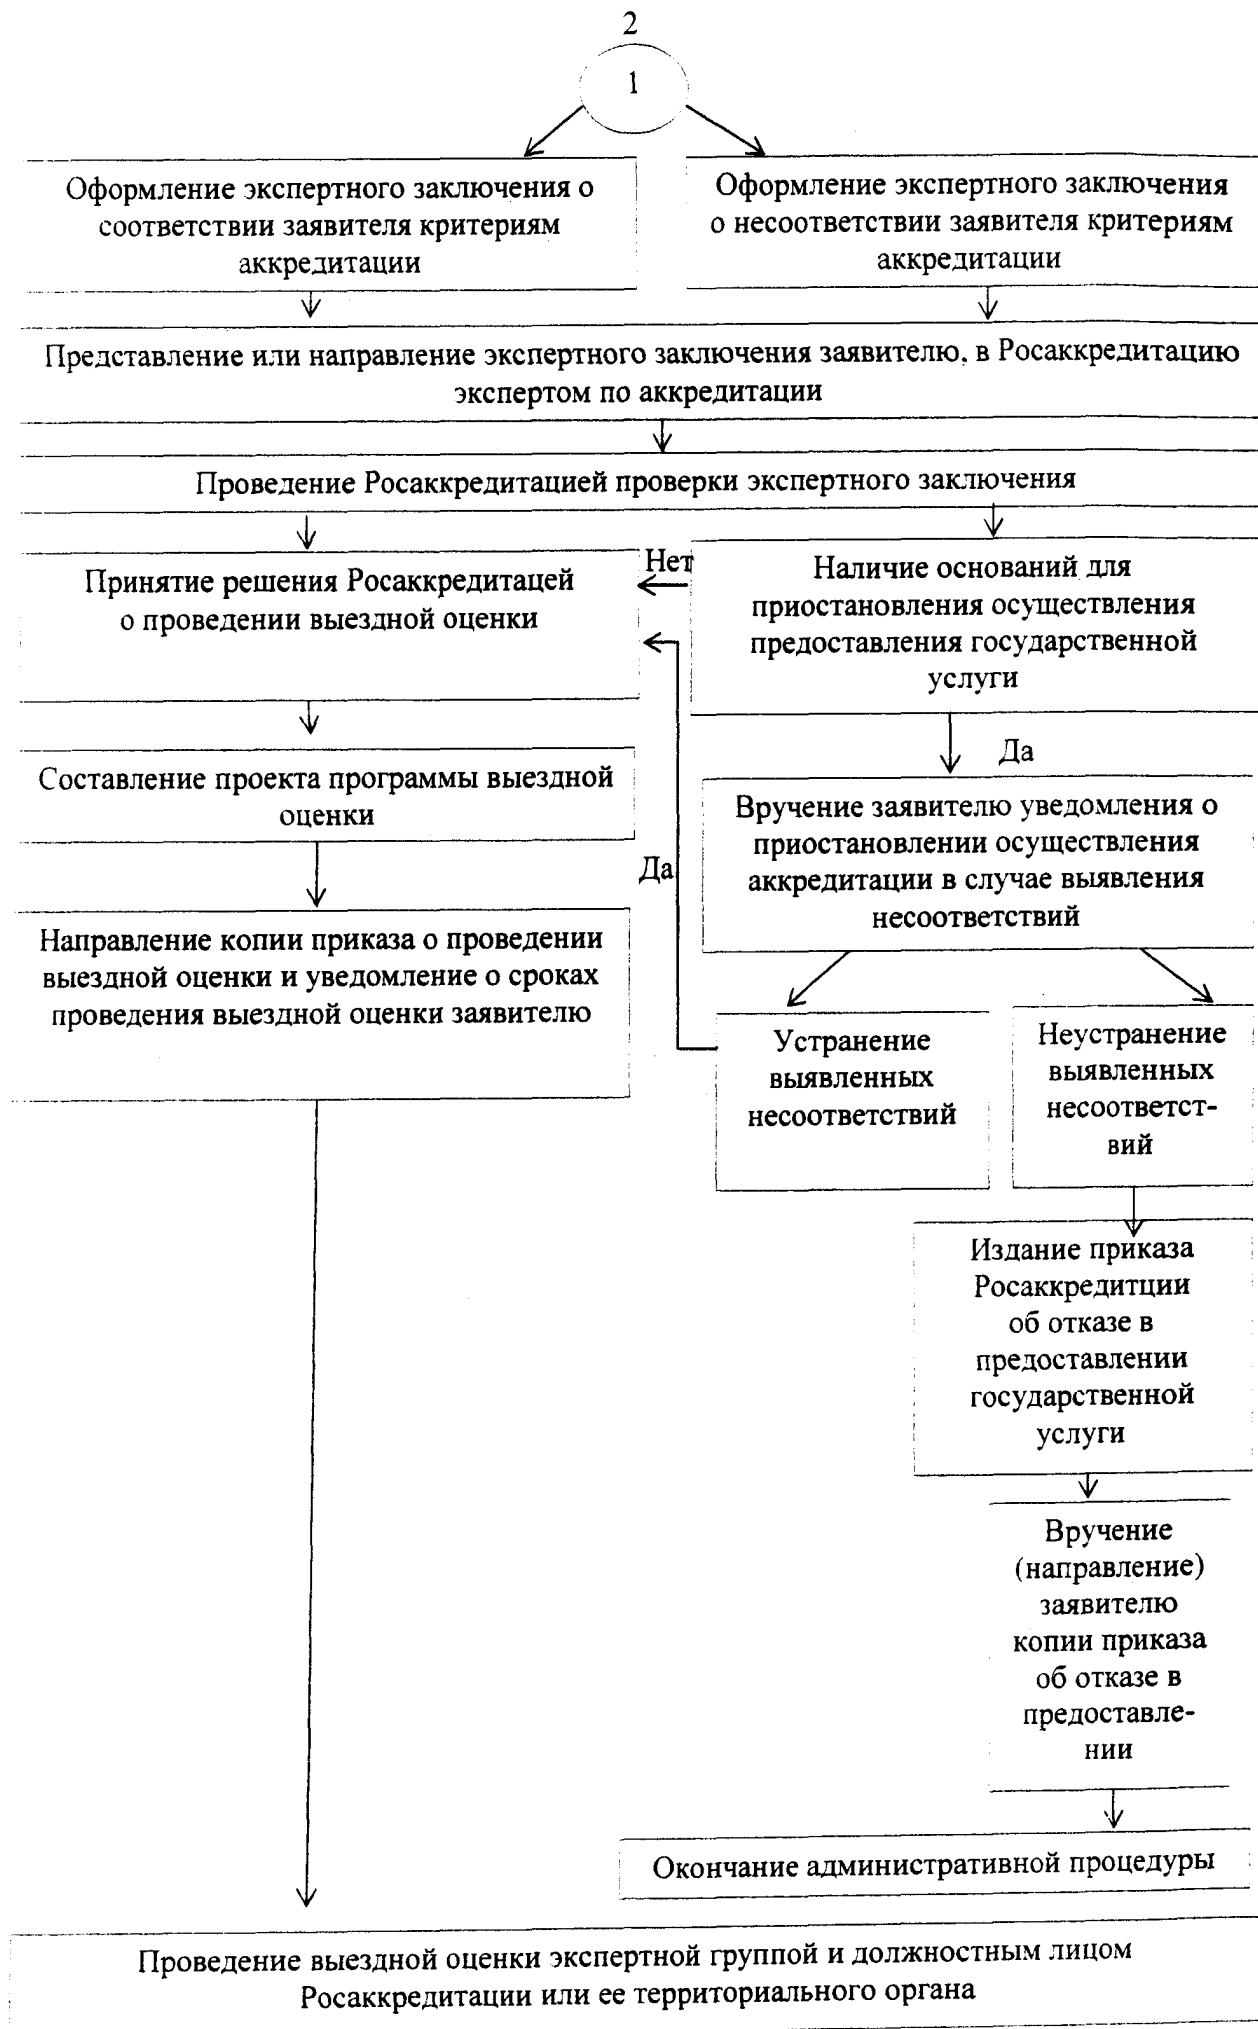 2
1
Оформление экспертного заключения о
соответствии заявителя критериям
аккредитации
Оформление экспертного заключения
о несоответствии заявителя критериям
аккредитации
Представление или направление экспертного заключения заявителю, в Росаккредитацию
экспертом по аккредитации
Проведение Росаккредитацией проверки экспертного заключения
Принятие решения Росаккредитацей
о проведении выездной оценки
Нет
Наличие оснований для
приостановления осуществления
предоставления государственной
услуги
Да
Составление проекта программы выездной
оценки
Вручение заявителю уведомления о
приостановлении осуществления
аккредитации в случае выявления
несоответствий
Да
Направление копии приказа о проведении
выездной оценки и уведомление о сроках
проведения выездной оценки заявителю
Устранение
выявленных
несоответствий
Неустранение
выявленных
несоответст-
вий
Издание приказа
Росаккредитции
об отказе в
предоставлении
государственной
услуги
Вручение
(направление)
заявителю
копии приказа
об отказе в
предоставле-
нии
Окончание административной процедуры
Проведение выездной оценки экспертной группой и должностным лицом
Росаккредитации или ее территориального органа